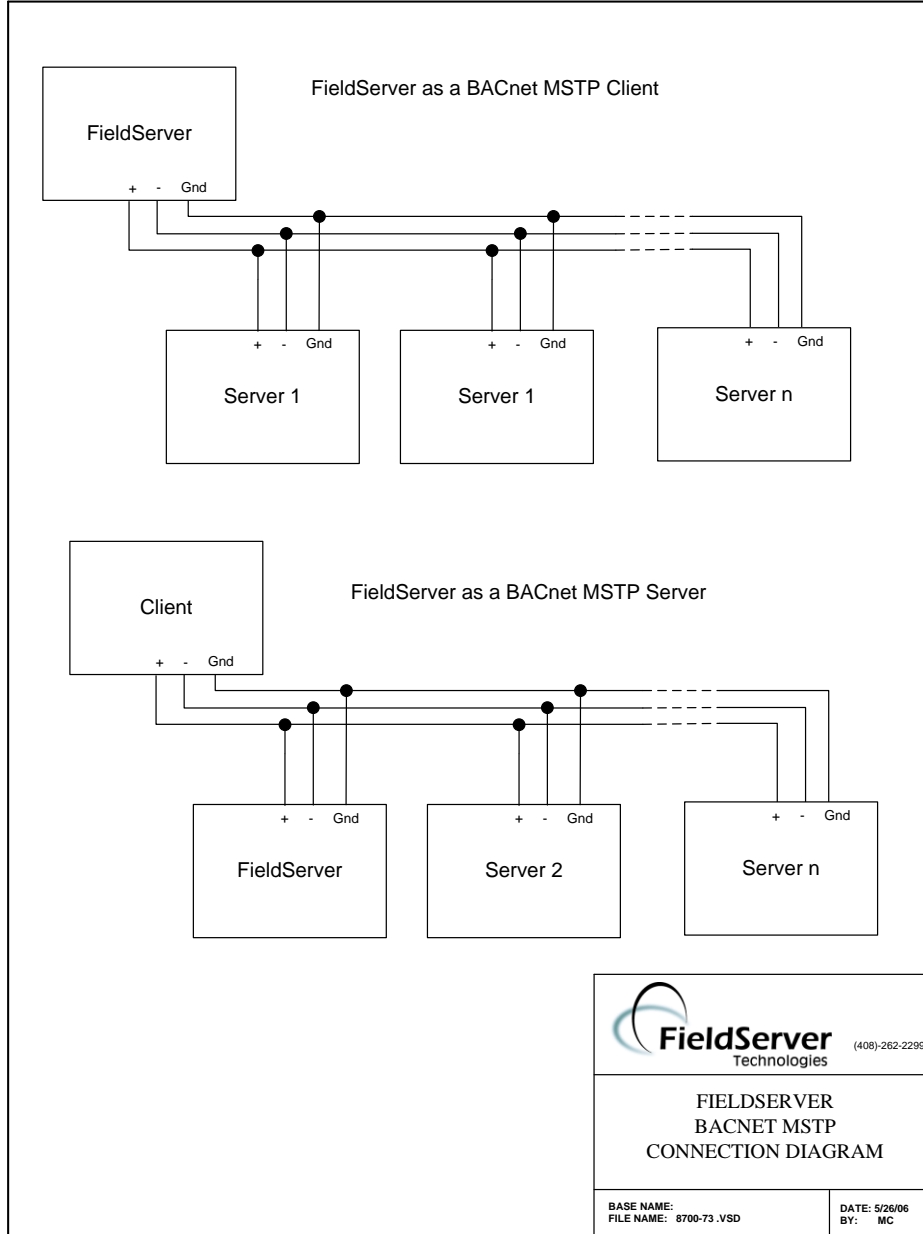 FieldServer as a BACnet MSTP Client
FieldServer
+ - Gnd
+ - Gnd
+ - Gnd
+ - Gnd
Server 1
Server 1
Server n
FieldServer as a BACnet MSTP Server
Client
+ - Gnd
+ - Gnd
+ - Gnd
+ - Gnd
FieldServer
Server 2
Server n
FieldServer
Technologies
(408)-262-2299
FIELDSERVER
BACNET MSTP
CONNECTION DIAGRAM
BASE NAME:
FILE NAME: 8700-73 .VSD
DATE: 5/26/06
BY: MC